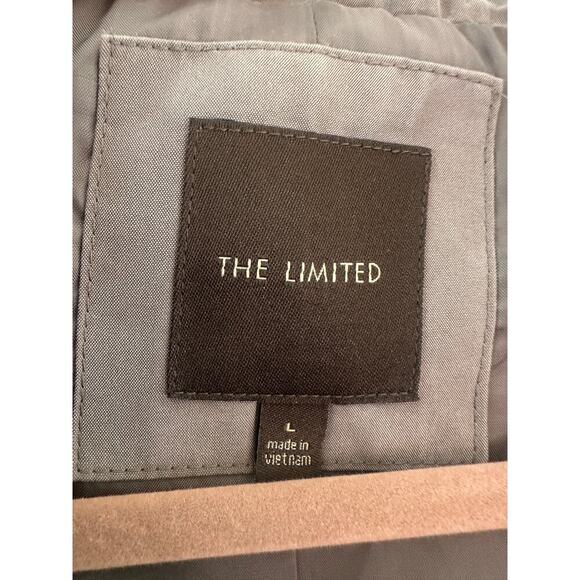 THE LIMITED
L
made in
vietnam